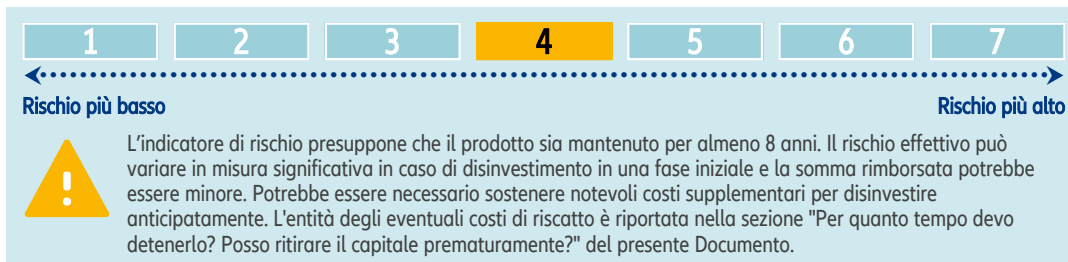 1 2 3 4 5 6 7
Rischio più basso Rischio più alto
L'indicatore di rischio presuppone che il prodotto sia mantenuto per almeno 8 anni. Il rischio effettivo può
variare in misura significativa in caso di disinvestimento in una fase iniziale e la somma rimborsata potrebbe
essere minore. Potrebbe essere necessario sostenere notevoli costi supplementari per disinvestire
anticipatamente. L'entità degli eventuali costi di riscatto è riportata nella sezione "Per quanto tempo devo
detenerlo? Posso ritirare il capitale prematuramente?" del presente Documento.